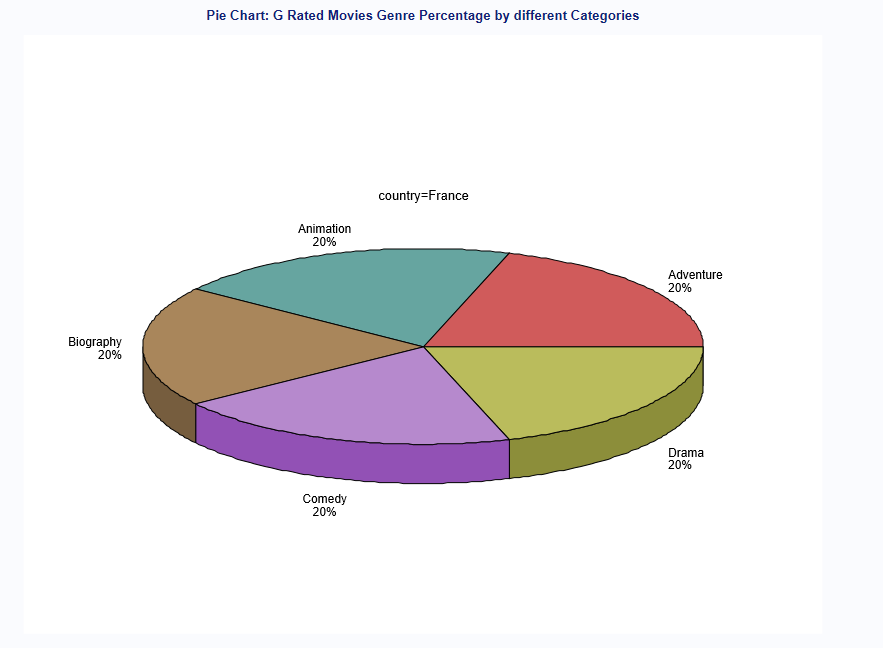 Pie Chart: G Rated Movies Genre Percentage by different Categories
country=France
Animation
20%
Adventure
20%
Biography
20%
Drama
20%
Comedy
20%